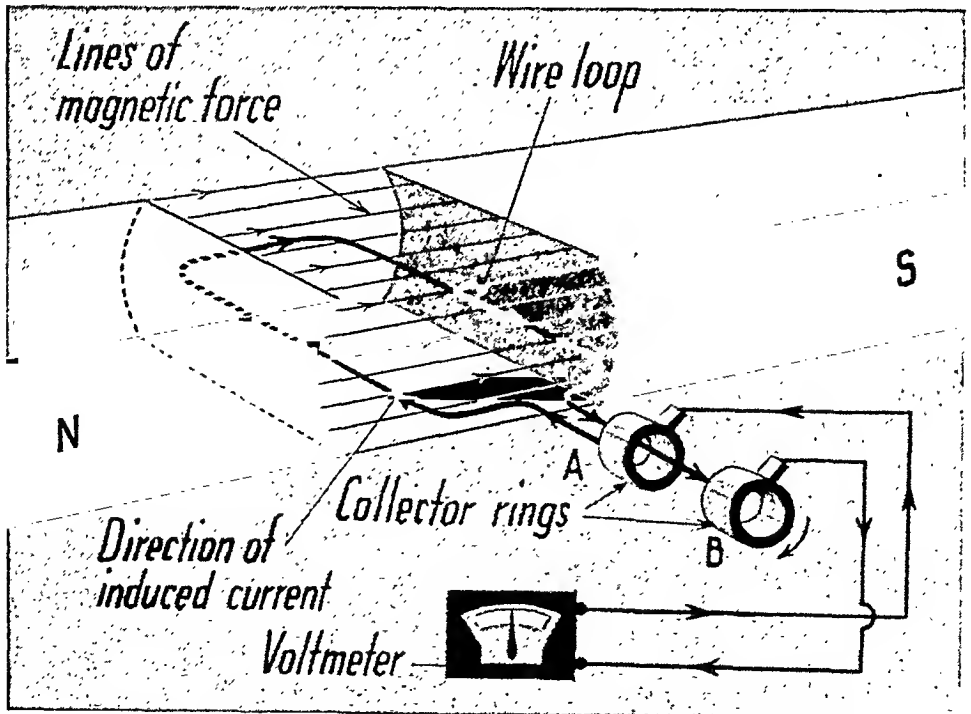 Lines of
magnetic force
Wire loop
S
N
A
B
Collector rings
Direction of
induced current
Voltmeter